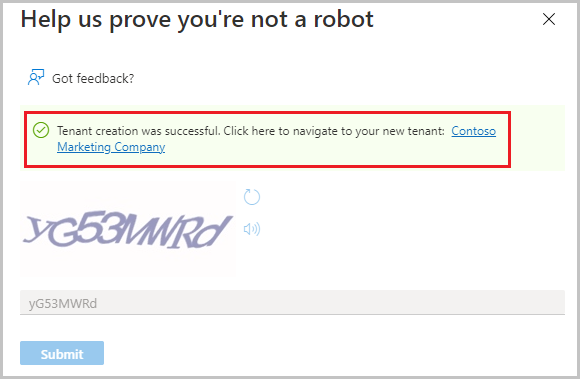 Help us prove you're not a robot
Got feedback?
Tenant creation was successful. Click here to navigate to your new tenant: Contoso
Marketing Company
yG53MWRd
yG53MWRd
Submit